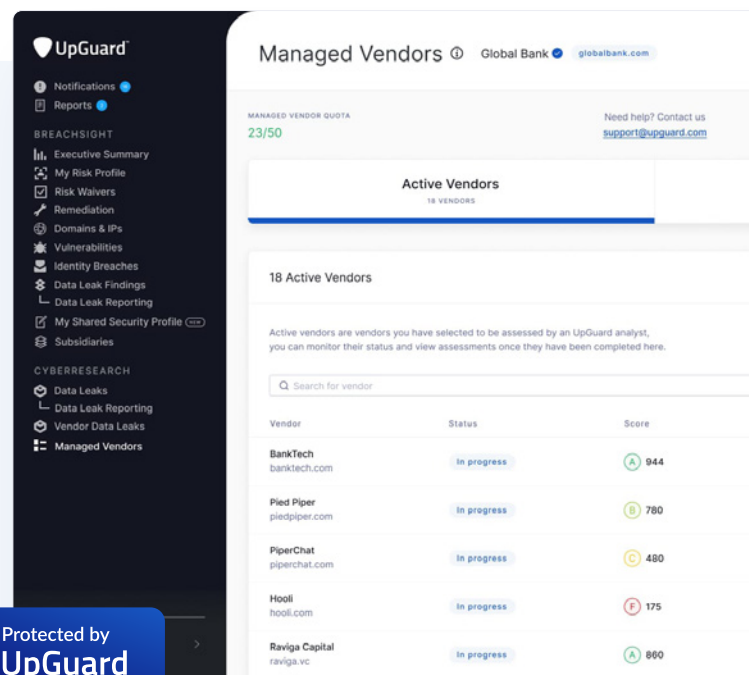 UpGuard
Notifications
Reports
BREACHSIGHT
Executive Summary
My Risk Profile
Risk Waivers
Remediation
Domains & IPs
Vulnerabilities
Identity Breaches
Data Leak Findings
Data Leak Reporting
My Shared Security Profile NEW
Subsidiaries
CYBERRESEARCH
Data Leaks
Data Leak Reporting
Vendor Data Leaks
Managed Vendors
Protected by
UpGuard
Managed Vendors Global Bank globalbank.com
MANAGED VENDOR QUOTA
23/50
Need help? Contact us
support@upguard.com
Active Vendors
18 VENDORS
18 Active Vendors
Active vendors are vendors you have selected to be assessed by an UpGuard analyst,
you can monitor their status and view assessments once they have been completed here.
Search for vendor
Vendor Status Score
BankTech
banktech.com
In progress A 944
Pied Piper
piedpiper.com
In progress B 780
PiperChat
piperchat.com
In progress C 480
Hooli
hooli.com
In progress F 175
Raviga Capital
raviga.vc
In progress A 860